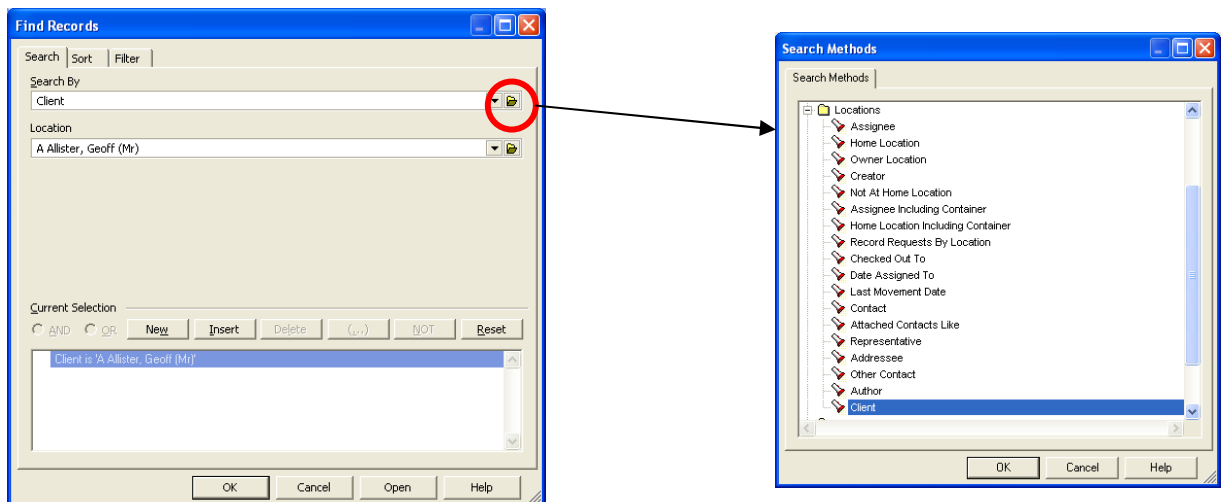 Find Records
Search Sort Filter
Search By
Client
Location
A Allister, Geoff (Mr)
Current Selection
AND OR New Insert Delete (,..) NOT Reset
Client is 'A Allister, Geoff (Mr)'
OK Cancel Open Help
Search Methods
Search Methods
Locations
Assignee
Home Location
Owner Location
Creator
Not At Home Location
Assignee Including Container
Home Location Including Container
Record Requests By Location
Checked Out To
Date Assigned To
Last Movement Date
Contact
Attached Contacts Like
Representative
Addressee
Other Contact
Author
Client
OK Cancel Help